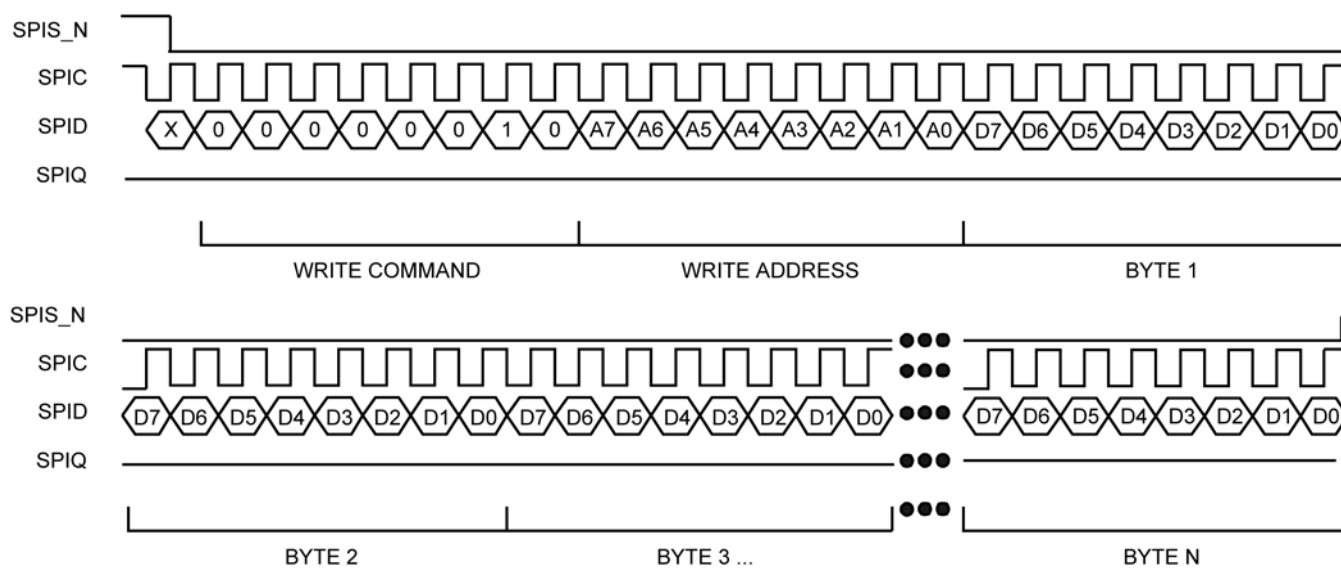 SPIS_N
SPIC
SPID X 0 0 0 0 0 0 1 0 A7 A6 A5 A4 A3 A2 A1 A0 D7 D6 D5 D4 D3 D2 D1 D0
SPIQ
WRITE COMMAND WRITE ADDRESS BYTE 1
SPIS_N
SPIC
SPID D7 D6 D5 D4 D3 D2 D1 D0 D7 D6 D5 D4 D3 D2 D1 D0 D7 D6 D5 D4 D3 D2 D1 D0
SPIQ
BYTE 2 BYTE 3 ... BYTE N